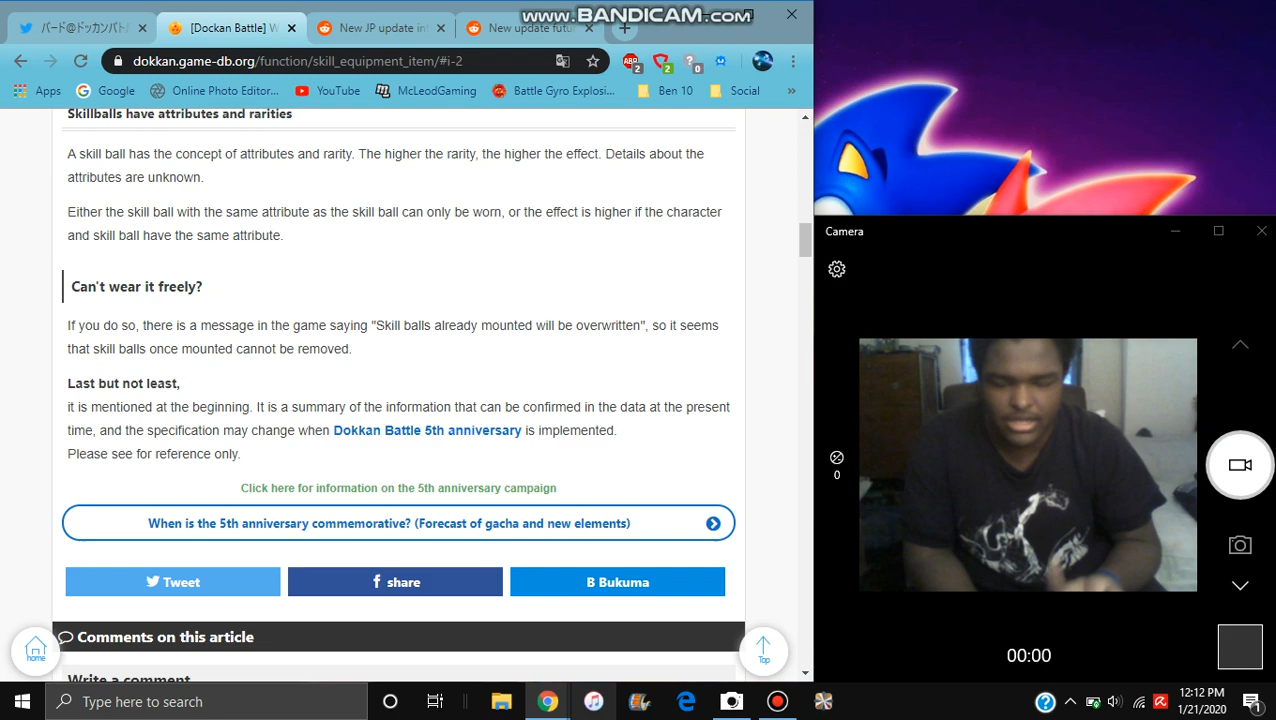 www.BANDICAM.com
バード@ドッカンバトル
[Dockan Battle] W
New JP update in
New update futu
dokkan.game-db.org/function/skill_equipment_item/#i-2
ABP
2
2
0
Apps
Google
Online Photo Editor...
YouTube
McLeodGaming
Battle Gyro Explosi...
Ben 10
Social
»
Skillballs have attributes and rarities
A skill ball has the concept of attributes and rarity. The higher the rarity, the higher the effect. Details about the
attributes are unknown.
Either the skill ball with the same attribute as the skill ball can only be worn, or the effect is higher if the character
and skill ball have the same attribute.
Can't wear it freely?
If you do so, there is a message in the game saying "Skill balls already mounted will be overwritten", so it seems
that skill balls once mounted cannot be removed.
Last but not least,
it is mentioned at the beginning. It is a summary of the information that can be confirmed in the data at the present
time, and the specification may change when Dokkan Battle 5th anniversary is implemented.
Please see for reference only.
Click here for information on the 5th anniversary campaign
When is the 5th anniversary commemorative? (Forecast of gacha and new elements)
Tweet
f share
B Bukuma
Comments on this article
Write a comment
home
Top
Camera
0
00:00
Type here to search
12:12 PM
1/21/2020
1